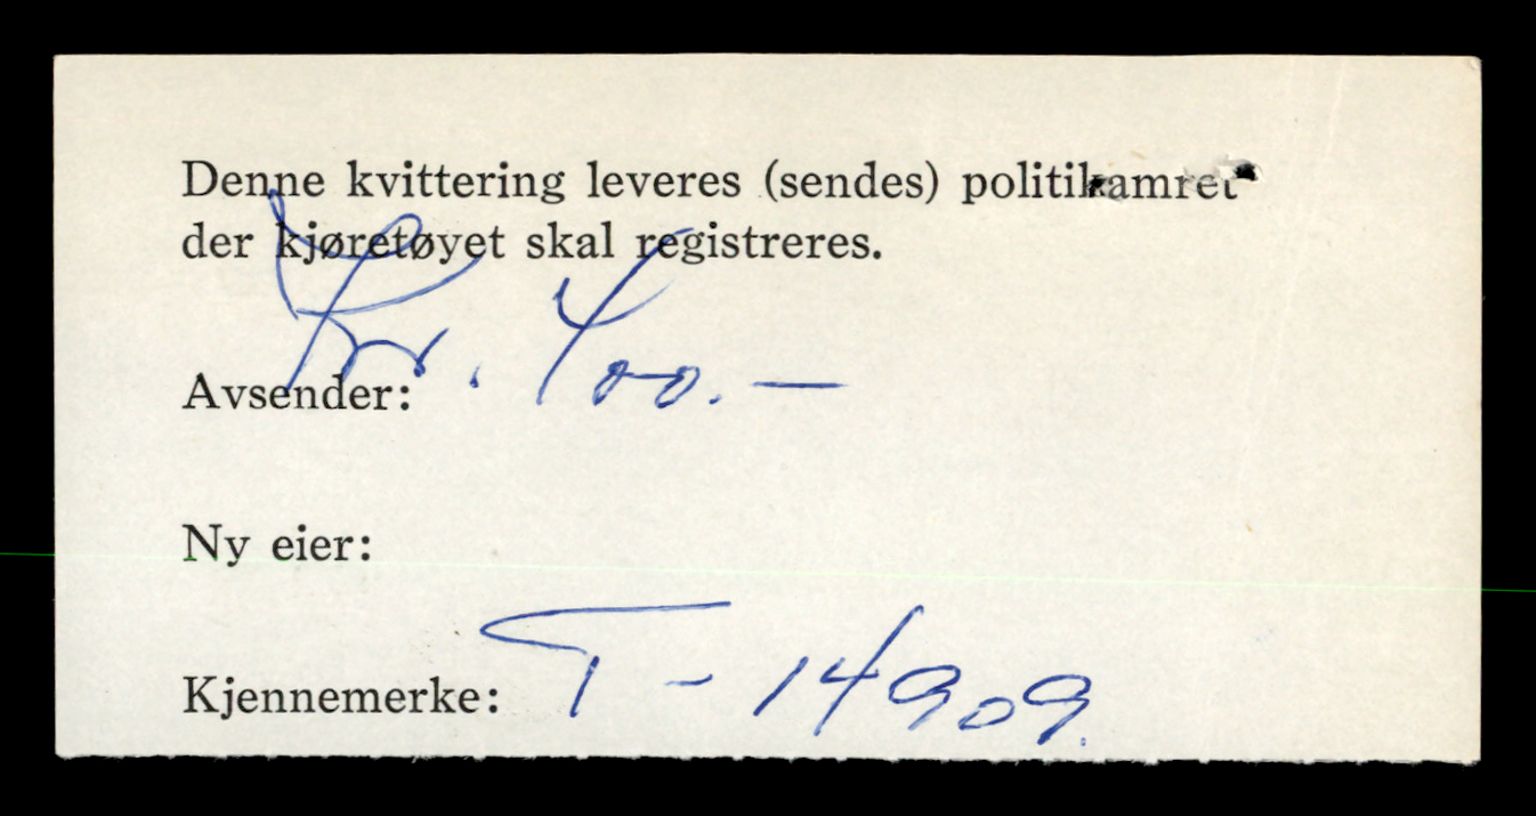 Denne kvittering leveres (sendes) politikamret
der kjøretøyet skal registreres.
Kr. 400.—
Avsender:
Ny eier:
Kjennemerke: T - 14909.